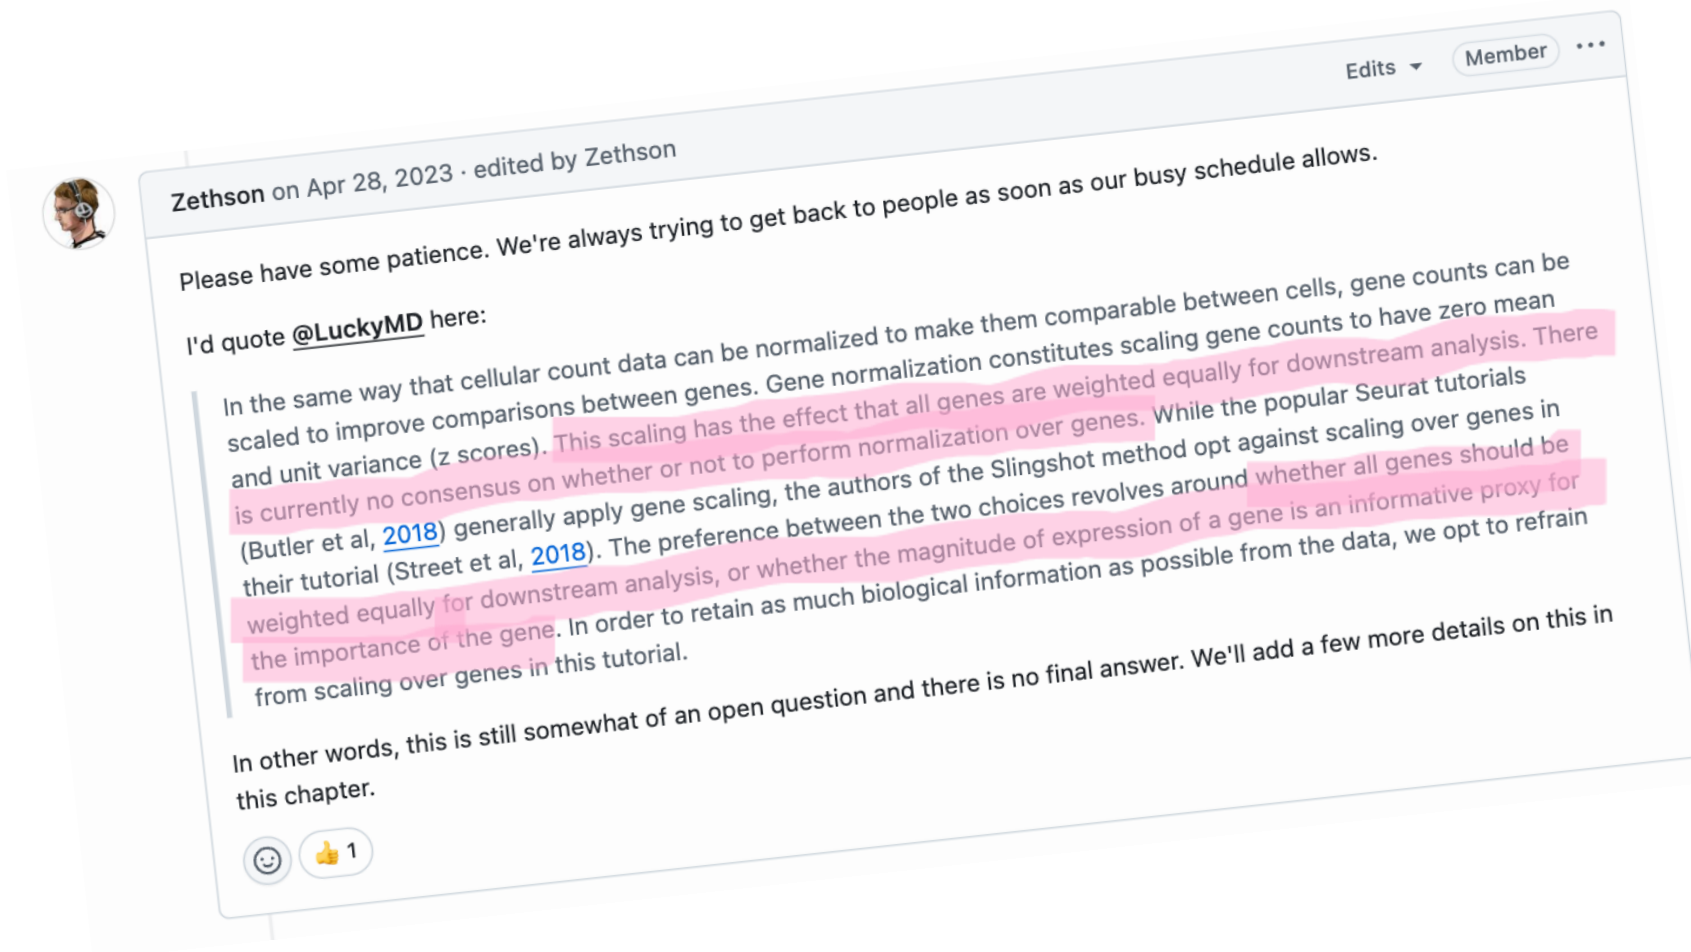 Zethson on Apr 28, 2023 · edited by Zethson
Edits
Member
Please have some patience. We're always trying to get back to people as soon as our busy schedule allows.
I'd quote @LuckyMD here:
In the same way that cellular count data can be normalized to make them comparable between cells, gene counts can be
scaled to improve comparisons between genes. Gene normalization constitutes scaling gene counts to have zero mean
and unit variance (z scores). This scaling has the effect that all genes are weighted equally for downstream analysis. There
is currently no consensus on whether or not to perform normalization over genes. While the popular Seurat tutorials
(Butler et al, 2018) generally apply gene scaling, the authors of the Slingshot method opt against scaling over genes in
their tutorial (Street et al, 2018). The preference between the two choices revolves around whether all genes should be
weighted equally for downstream analysis, or whether the magnitude of expression of a gene is an informative proxy for
the importance of the gene. In order to retain as much biological information as possible from the data, we opt to refrain
from scaling over genes in this tutorial.
In other words, this is still somewhat of an open question and there is no final answer. We'll add a few more details on this in
this chapter.
👍 1